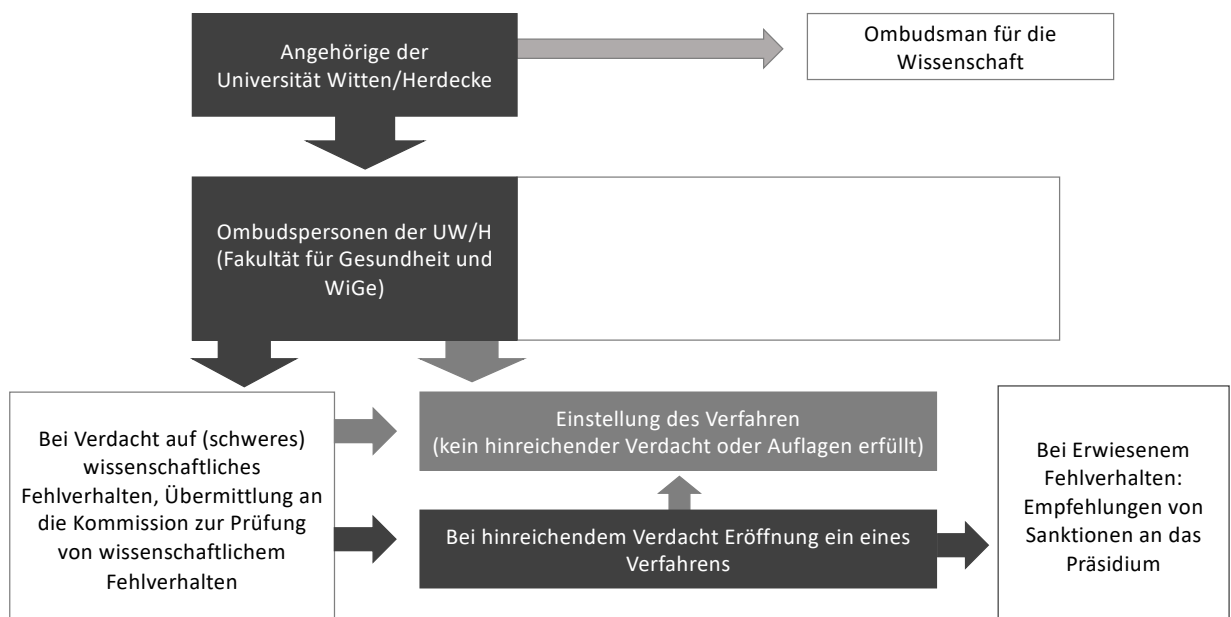 Angehörige der
Universität Witten/Herdecke
Ombudsman für die
Wissenschaft
Ombudspersonen der UW/H
(Fakultät für Gesundheit und
WiGe)
Bei Verdacht auf (schweres)
wissenschaftliches
Fehlverhalten, Übermittlung an
die Kommission zur Prüfung
von wissenschaftlichem
Fehlverhalten
Einstellung des Verfahren
(kein hinreichender Verdacht oder Auflagen erfüllt)
Bei hinreichendem Verdacht Eröffnung ein eines
Verfahrens
Bei Erwiesenem
Fehlverhalten:
Empfehlungen von
Sanktionen an das
Präsidium